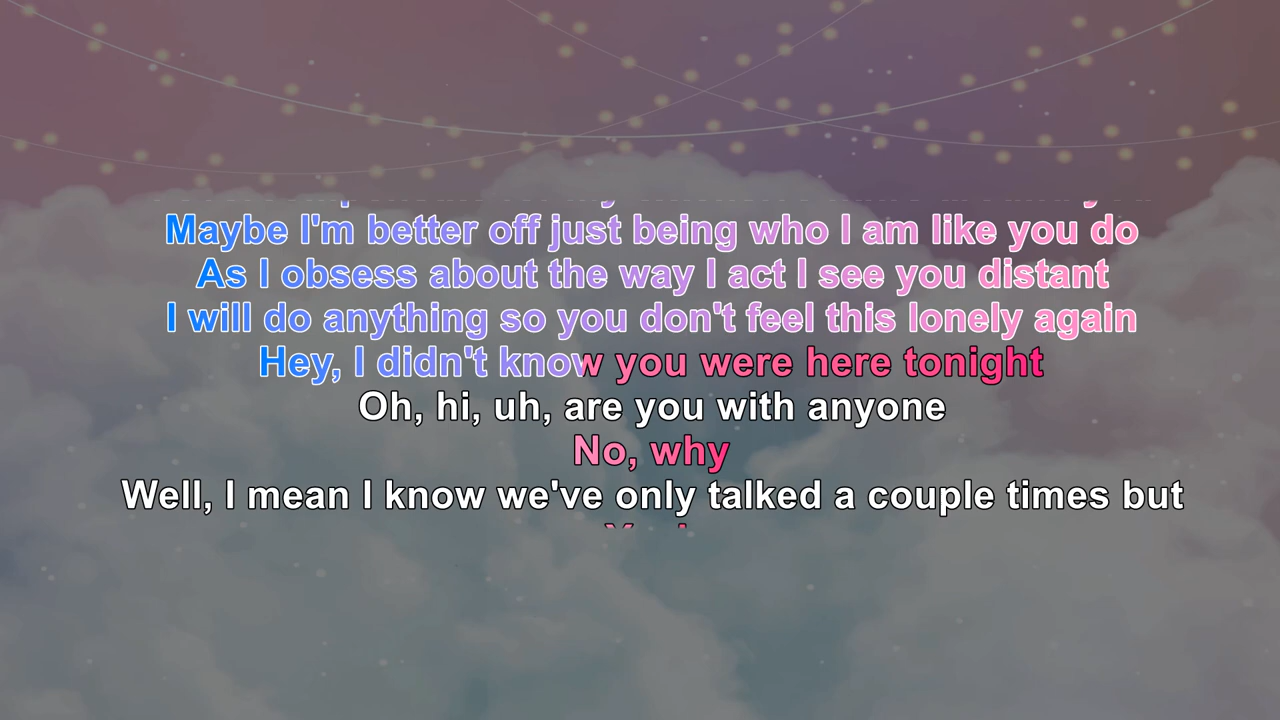 Maybe I'm better off just being who I am like you do
As I obsess about the way I act I see you distant
I will do anything so you don't feel this lonely again
Hey, I didn't know you were here tonight
Oh, hi, uh, are you with anyone
No, why
Well, I mean I know we've only talked a couple times but